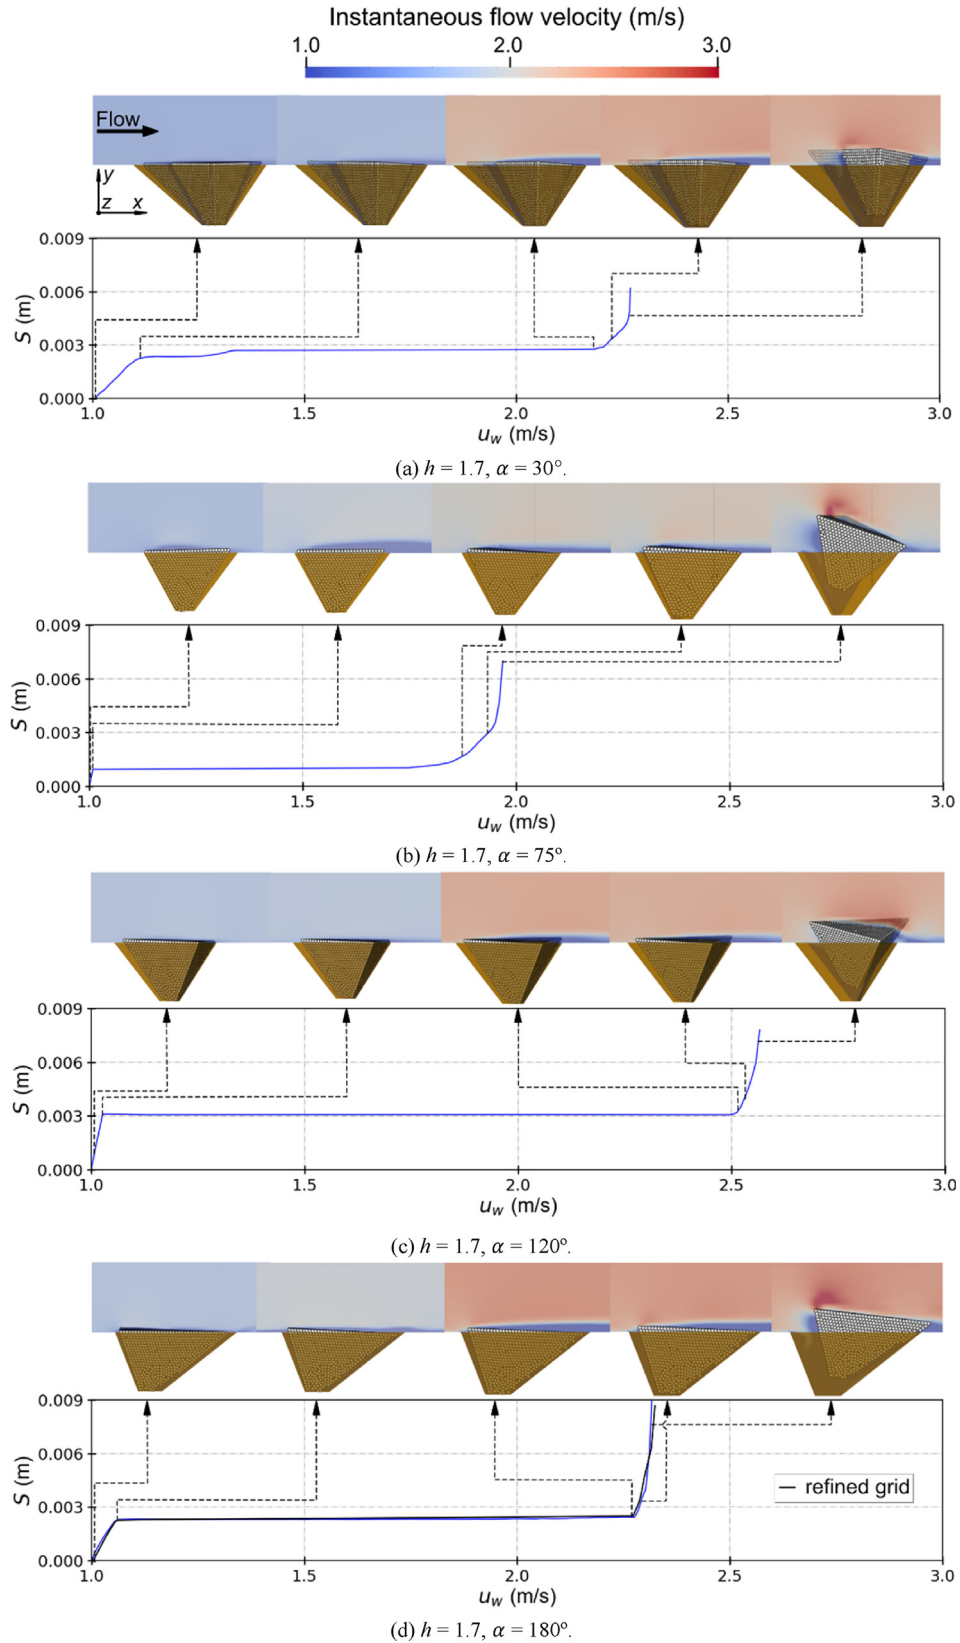 Instantaneous flow velocity (m/s)
1.0 2.0 3.0
Flow
y
z x
0.009
0.006
0.003
0.000
S (m)
1.0 1.5 2.0 2.5 3.0
u_w (m/s)
(a) h = 1.7, α = 30°.
0.009
0.006
0.003
0.000
S (m)
1.0 1.5 2.0 2.5 3.0
u_w (m/s)
(b) h = 1.7, α = 75°.
0.009
0.006
0.003
0.000
S (m)
1.0 1.5 2.0 2.5 3.0
u_w (m/s)
(c) h = 1.7, α = 120°.
0.009
0.006
0.003
0.000
S (m)
refined grid
1.0 1.5 2.0 2.5 3.0
u_w (m/s)
(d) h = 1.7, α = 180°.